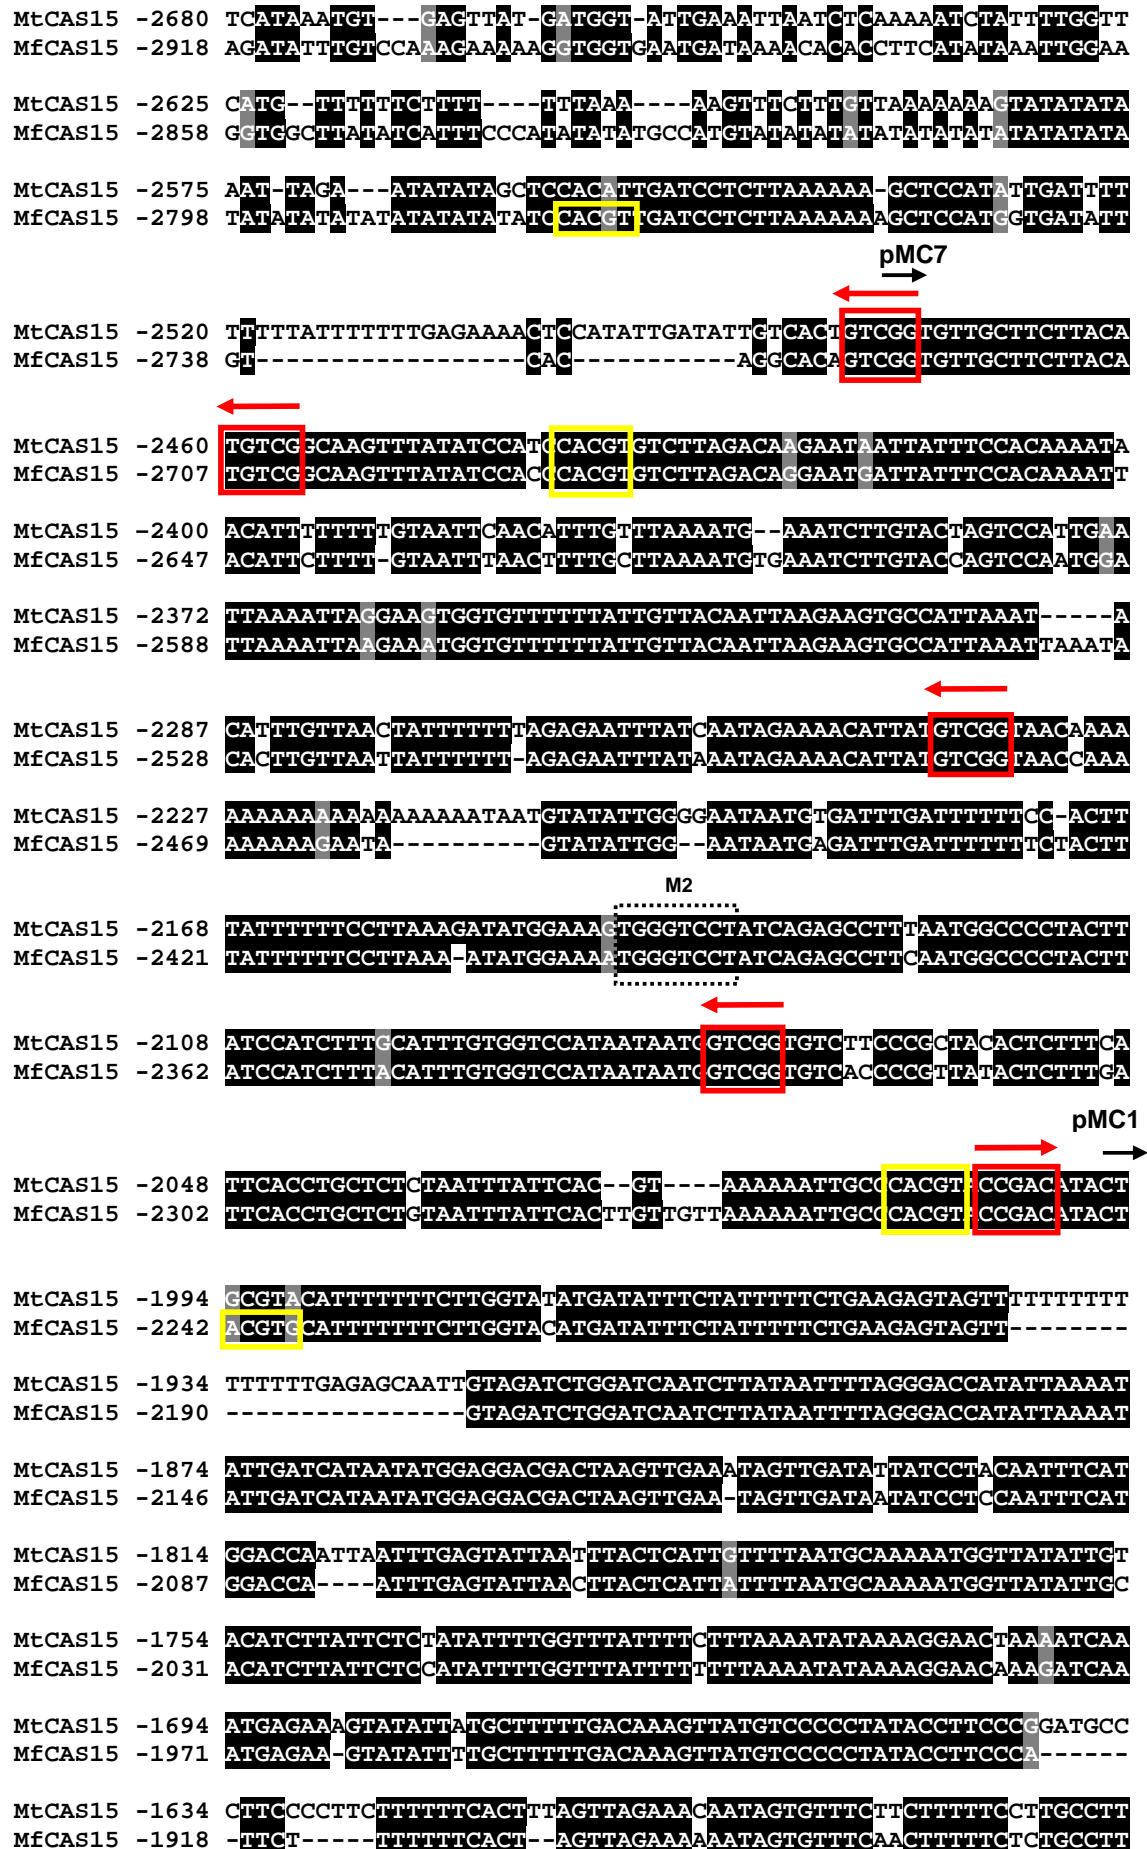 MtCAS15 -2680 TCATAAATGT---GAGTTAT-GATGGT-ATTGAAATTAATCTCAAAAATCTATTTTGGTT
MfCAS15 -2918 AGATATTTGTCCAAAGAAAAAGGTGGTGAATGATAAAACACACCTTCATATAAATTGGAA
MtCAS15 -2625 CATG--TTTTTTCTTTT----TTTAAA----AAGTTTCTTTGTTAAAAAAAGTATATATA
MfCAS15 -2858 GGTGGCTTATATCATTTCCCATATATATGCCATGTATATATATATATATATATATATATA
MtCAS15 -2575 AAT-TAGA---ATATATAGCTCCACATTGATCCTCTTAAAAAA-GCTCCATATTGATTTT
MfCAS15 -2798 TATATATATATATATATATATCCACGTTGATCCTCTTAAAAAAAGCTCCATGGTGATATT
pMC7
MtCAS15 -2520 TTTTTATTTTTTTGAGAAAACTCCATATTGATATTGTCACTGTCGGTGTTGCTTCTTACA
MfCAS15 -2738 GT------------------CAC-----------AGGCACAGTCGGTGTTGCTTCTTACA
MtCAS15 -2460 TGTCGGCAAGTTTATATCCATCCACGTGTCTTAGACAAGAATAATTATTTCCACAAAATA
MfCAS15 -2707 TGTCGGCAAGTTTATATCCACCCACGTGTCTTAGACAGGAATGATTATTTCCACAAAATT
MtCAS15 -2400 ACATTTTTTTTGTAATTCAACATTTGTTTAAAATG--AAATCTTGTACTAGTCCATTGAA
MfCAS15 -2647 ACATTCTTTT-GTAATTTAACTTTTGCTTAAAATGTGAAATCTTGTACCAGTCCAATGGA
MtCAS15 -2372 TTAAAATTAGGAAGTGGTGTTTTTTATTGTTACAATTAAGAAGTGCCATTAAAT-----A
MfCAS15 -2588 TTAAAATTAAGAAATGGTGTTTTTTATTGTTACAATTAAGAAGTGCCATTAAATTAAATA
MtCAS15 -2287 CATTTGTTAACTATTTTTTTAGAGAATTTATCAATAGAAAACATTATGTCGGTAACAAAA
MfCAS15 -2528 CACTTGTTAATTATTTTTT-AGAGAATTTATAAATAGAAAACATTATGTCGGTAACCAAA
MtCAS15 -2227 AAAAAAAAAAAAAAAAAATAATGTATATTGGGGAATAATGTGATTTGATTTTTTCC-ACTT
MfCAS15 -2469 AAAAAAGAATA----------GTATATTGG--AATAATGAGATTTGATTTTTTTCTACTT
M2
MtCAS15 -2168 TATTTTTTCCTTAAAGATATGGAAAGTGGGTCCTATCAGAGCCTTTAATGGCCCCTACTT
MfCAS15 -2421 TATTTTTTCCTTAAA-ATATGGAAAATGGGTCCTATCAGAGCCTTCAATGGCCCCTACTT
MtCAS15 -2108 ATCCATCTTTGCATTTGTGGTCCATAATAATGGTCGGTGTCTTCCCGCTACACTCTTTCA
MfCAS15 -2362 ATCCATCTTTACATTTGTGGTCCATAATAATGGTCGGTGTCACCCCGTTATACTCTTTGA
pMC1
MtCAS15 -2048 TTCACCTGCTCTCTAATTTATTCAC--GT----AAAAAATTGCCCACGTACCGACATACT
MfCAS15 -2302 TTCACCTGCTCTGTAATTTATTCACTTGTTGTTAAAAAATTGCCCACGTACCGACATACT
MtCAS15 -1994 GCGTACATTTTTTTCTTGGTATATGATATTTCTATTTTTCTGAAGAGTAGTTTTTTTTTT
MfCAS15 -2242 ACGTGCATTTTTTTCTTGGTACATGATATTTCTATTTTTCTGAAGAGTAGTT--------
MtCAS15 -1934 TTTTTTGAGAGCAATTGTAGATCTGGATCAATCTTATAATTTTAGGGACCATATTAAAAT
MfCAS15 -2190 ----------------GTAGATCTGGATCAATCTTATAATTTTAGGGACCATATTAAAAT
MtCAS15 -1874 ATTGATCATAATATGGAGGACGACTAAGTTGAAATAGTTGATATTATCCTACAATTTCAT
MfCAS15 -2146 ATTGATCATAATATGGAGGACGACTAAGTTGAA-TAGTTGATAATATCCTCCAATTTCAT
MtCAS15 -1814 GGACCAATTAATTTGAGTATTAATTTACTCATTGTTTTAATGCAAAAATGGTTATATTGT
MfCAS15 -2087 GGACCA----ATTTGAGTATTAACTTACTCATTATTTTAATGCAAAAATGGTTATATTGC
MtCAS15 -1754 ACATCTTATTCTCTATATTTTGGTTTATTTTCTTTAAAATATAAAAGGAACTAAAATCAA
MfCAS15 -2031 ACATCTTATTCTCCATATTTTGGTTTATTTTTTTTAAAATATAAAAGGAACAAAGATCAA
MtCAS15 -1694 ATGAGAAAGTATATTATGCTTTTTGACAAAGTTATGTCCCCCTATACCTTCCCGGATGCC
MfCAS15 -1971 ATGAGAA-GTATATTTTGCTTTTTGACAAAGTTATGTCCCCCTATACCTTCCCA------
MtCAS15 -1634 CTTCCCCTTCTTTTTTCACTTTAGTTAGAAACAATAGTGTTTCTTCTTTTTCCTTGCCTT
MfCAS15 -1918 -TTCT-----TTTTTTCACT--AGTTAGAAAAAATAGTGTTTCAACTTTTTCTCTGCCTT